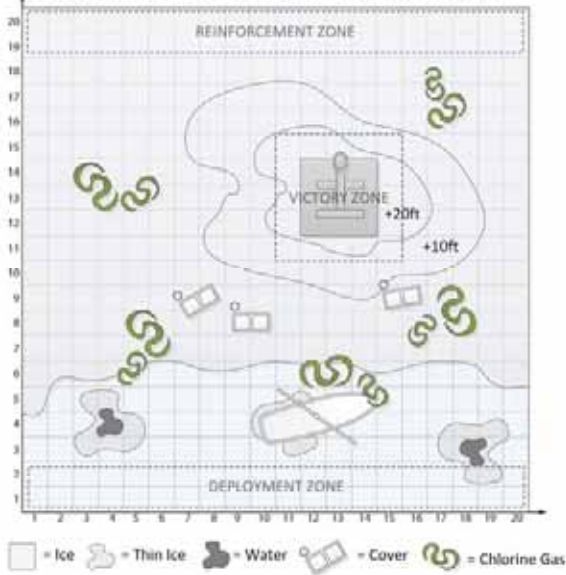 20
REINFORCEMENT ZONE
19
18
17
16
15
14
13
VICTORY ZONE
+20ft
12
11
+10ft
10
9
8
7
6
5
4
3
2
DEPLOYMENT ZONE
1
1 2 3 4 5 6 7 8 9 10 11 12 13 14 15 16 17 18 19 20
= Ice = Thin Ice = Water = Cover = Chlorine Gas